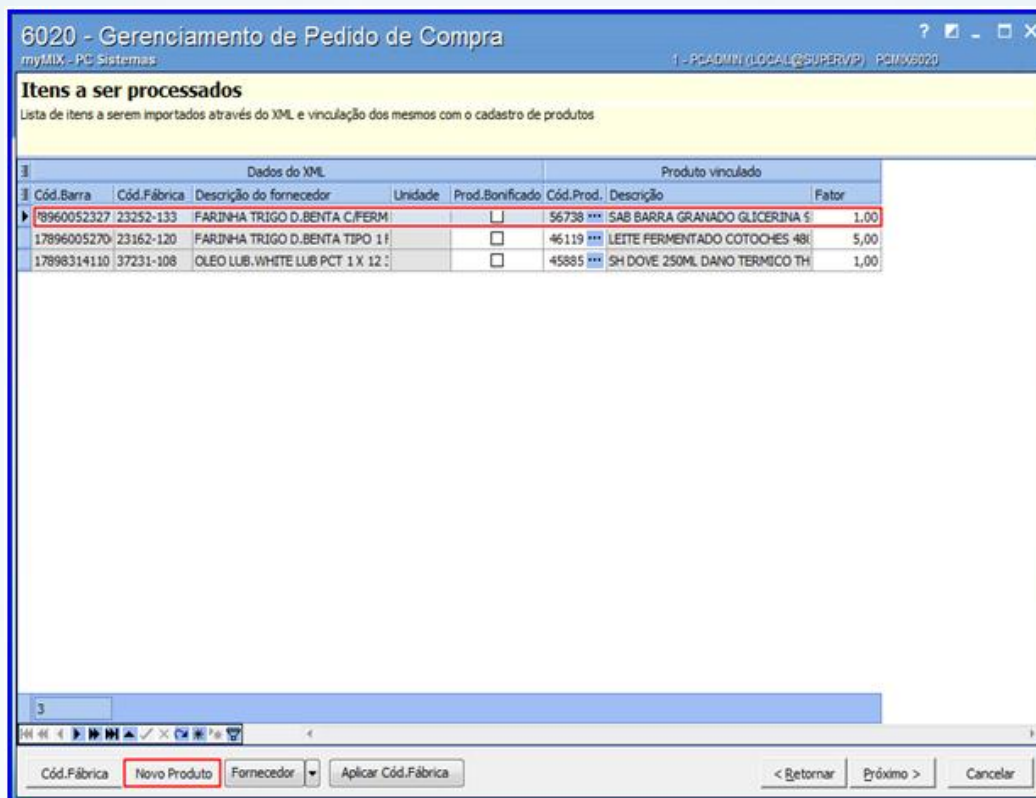 6020 - Gerenciamento de Pedido de Compra
myMIX - PC Sistemas 1 - PCADMIN (LOCAL@SUPERVIP) PCMIX6020
Itens a ser processados
Lista de itens a serem importados através do XML e vinculação dos mesmos com o cadastro de produtos
Dados do XML Produto vinculado
Cód.Barra Cód.Fábrica Descrição do fornecedor Unidade Prod.Bonificado Cód.Prod. Descrição Fator
78960052327 23252-133 FARINHA TRIGO D.BENTA C/FERM 56738 ... SAB BARRA GRANADO GLICERINA 1,00
1789600527 23162-120 FARINHA TRIGO D.BENTA TIPO 1 46119 ... LEITE FERMENTADO COTOCHES 48 5,00
17898314110 37231-108 OLEO LUB.WHITE LUB PCT 1 X 12 45885 ... SH DOVE 250ML DANO TERMICO TH 1,00
3
Cód.Fábrica Novo Produto Fornecedor Aplicar Cód.Fábrica < Retornar Próximo > Cancelar